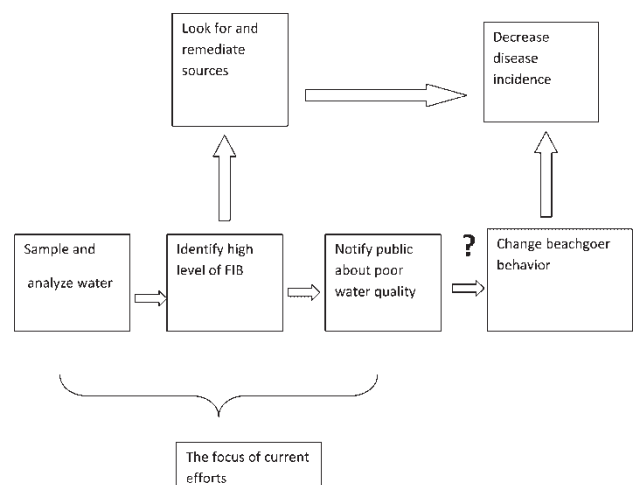 Look for and
remediate
sources
Decrease
disease
incidence
Sample and
analyze water
Identify high
level of FIB
Notify public
about poor
water quality
?
Change beachgoer
behavior
The focus of current
efforts